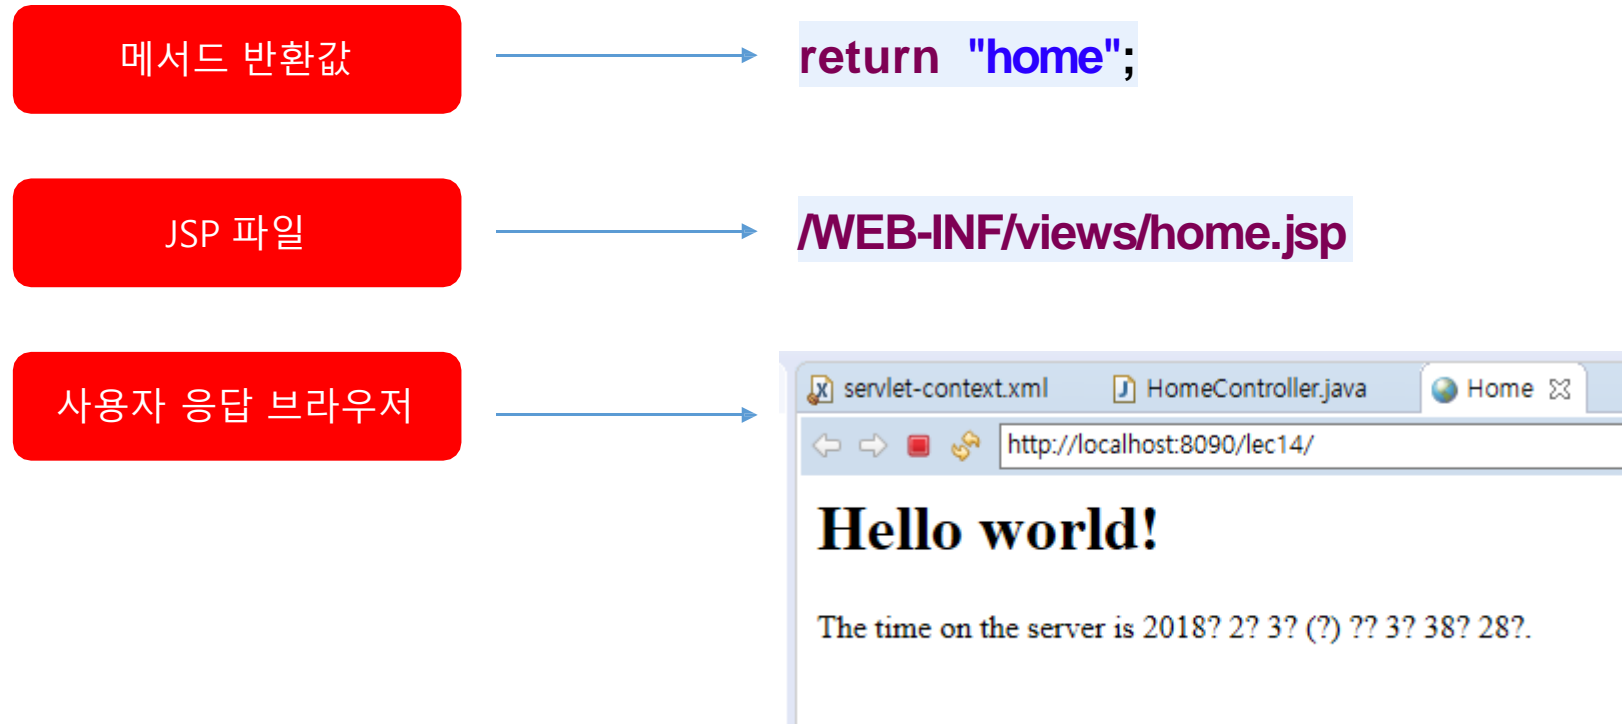 메서드 반환값
return "home";
JSP 파일
/WEB-INF/views/home.jsp
사용자 응답 브라우저
servlet-context.xml HomeController.java Home
http://localhost:8090/lec14/
Hello world!
The time on the server is 2018? 2? 3? (?) ?? 3? 38? 28?.